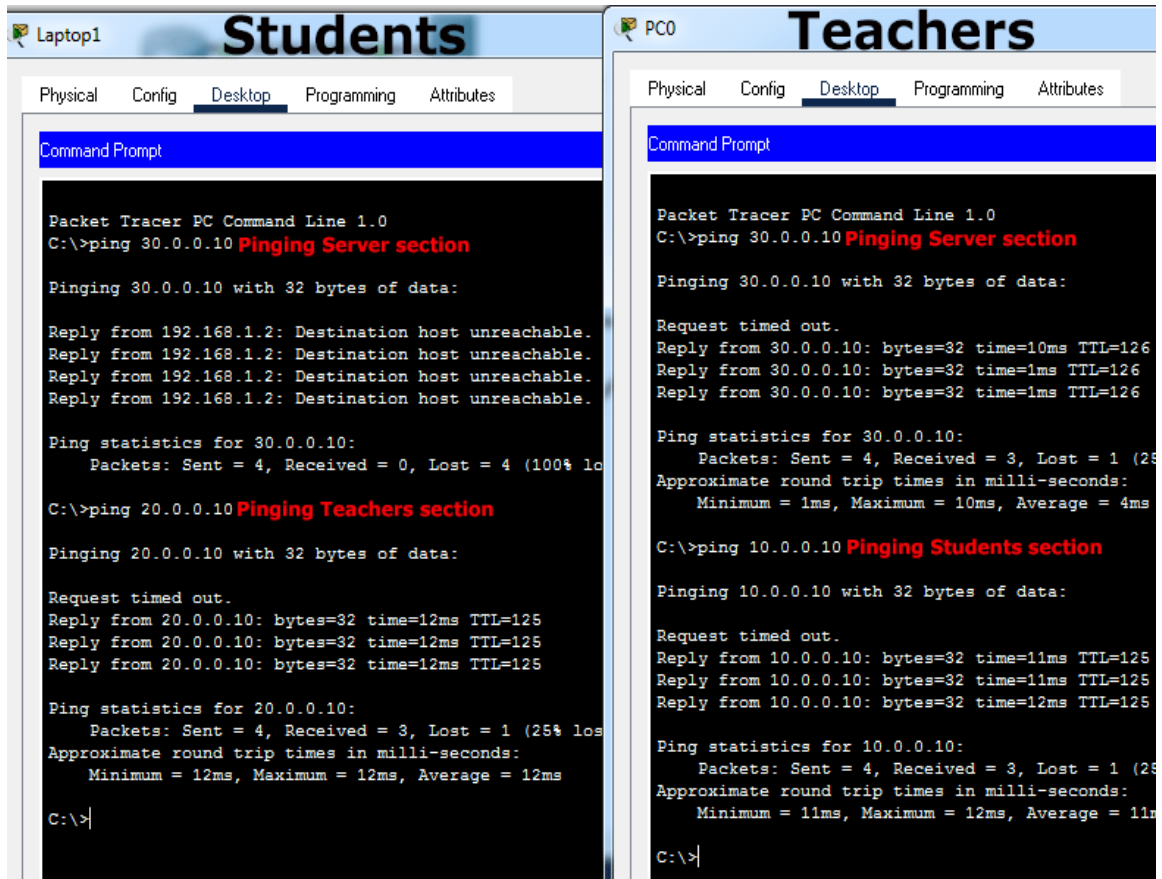 Laptop1
Students
Physical Config Desktop Programming Attributes
Command Prompt
Packet Tracer PC Command Line 1.0
C:\>ping 30.0.0.10 Pinging Server section
Pinging 30.0.0.10 with 32 bytes of data:
Reply from 192.168.1.2: Destination host unreachable.
Reply from 192.168.1.2: Destination host unreachable.
Reply from 192.168.1.2: Destination host unreachable.
Reply from 192.168.1.2: Destination host unreachable.
Ping statistics for 30.0.0.10:
Packets: Sent = 4, Received = 0, Lost = 4 (100% lo
C:\>ping 20.0.0.10 Pinging Teachers section
Pinging 20.0.0.10 with 32 bytes of data:
Request timed out.
Reply from 20.0.0.10: bytes=32 time=12ms TTL=125
Reply from 20.0.0.10: bytes=32 time=12ms TTL=125
Reply from 20.0.0.10: bytes=32 time=12ms TTL=125
Ping statistics for 20.0.0.10:
Packets: Sent = 4, Received = 3, Lost = 1 (25% los
Approximate round trip times in milli-seconds:
Minimum = 12ms, Maximum = 12ms, Average = 12ms
C:\>
PC0
Teachers
Physical Config Desktop Programming Attributes
Command Prompt
Packet Tracer PC Command Line 1.0
C:\>ping 30.0.0.10 Pinging Server section
Pinging 30.0.0.10 with 32 bytes of data:
Request timed out.
Reply from 30.0.0.10: bytes=32 time=10ms TTL=126
Reply from 30.0.0.10: bytes=32 time=1ms TTL=126
Reply from 30.0.0.10: bytes=32 time=1ms TTL=126
Ping statistics for 30.0.0.10:
Packets: Sent = 4, Received = 3, Lost = 1 (25
Approximate round trip times in milli-seconds:
Minimum = 1ms, Maximum = 10ms, Average = 4ms
C:\>ping 10.0.0.10 Pinging Students section
Pinging 10.0.0.10 with 32 bytes of data:
Request timed out.
Reply from 10.0.0.10: bytes=32 time=11ms TTL=125
Reply from 10.0.0.10: bytes=32 time=11ms TTL=125
Reply from 10.0.0.10: bytes=32 time=12ms TTL=125
Ping statistics for 10.0.0.10:
Packets: Sent = 4, Received = 3, Lost = 1 (25
Approximate round trip times in milli-seconds:
Minimum = 11ms, Maximum = 12ms, Average = 11m
C:\>